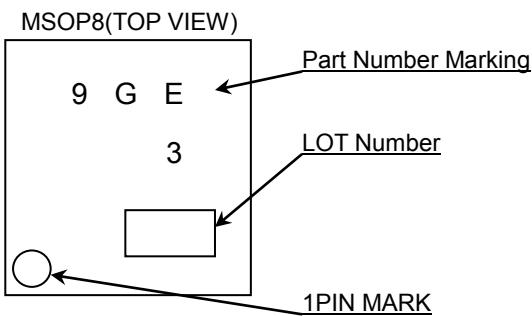 MSOP8(TOP VIEW)
Part Number Marking
9 G E
3
LOT Number
1PIN MARK